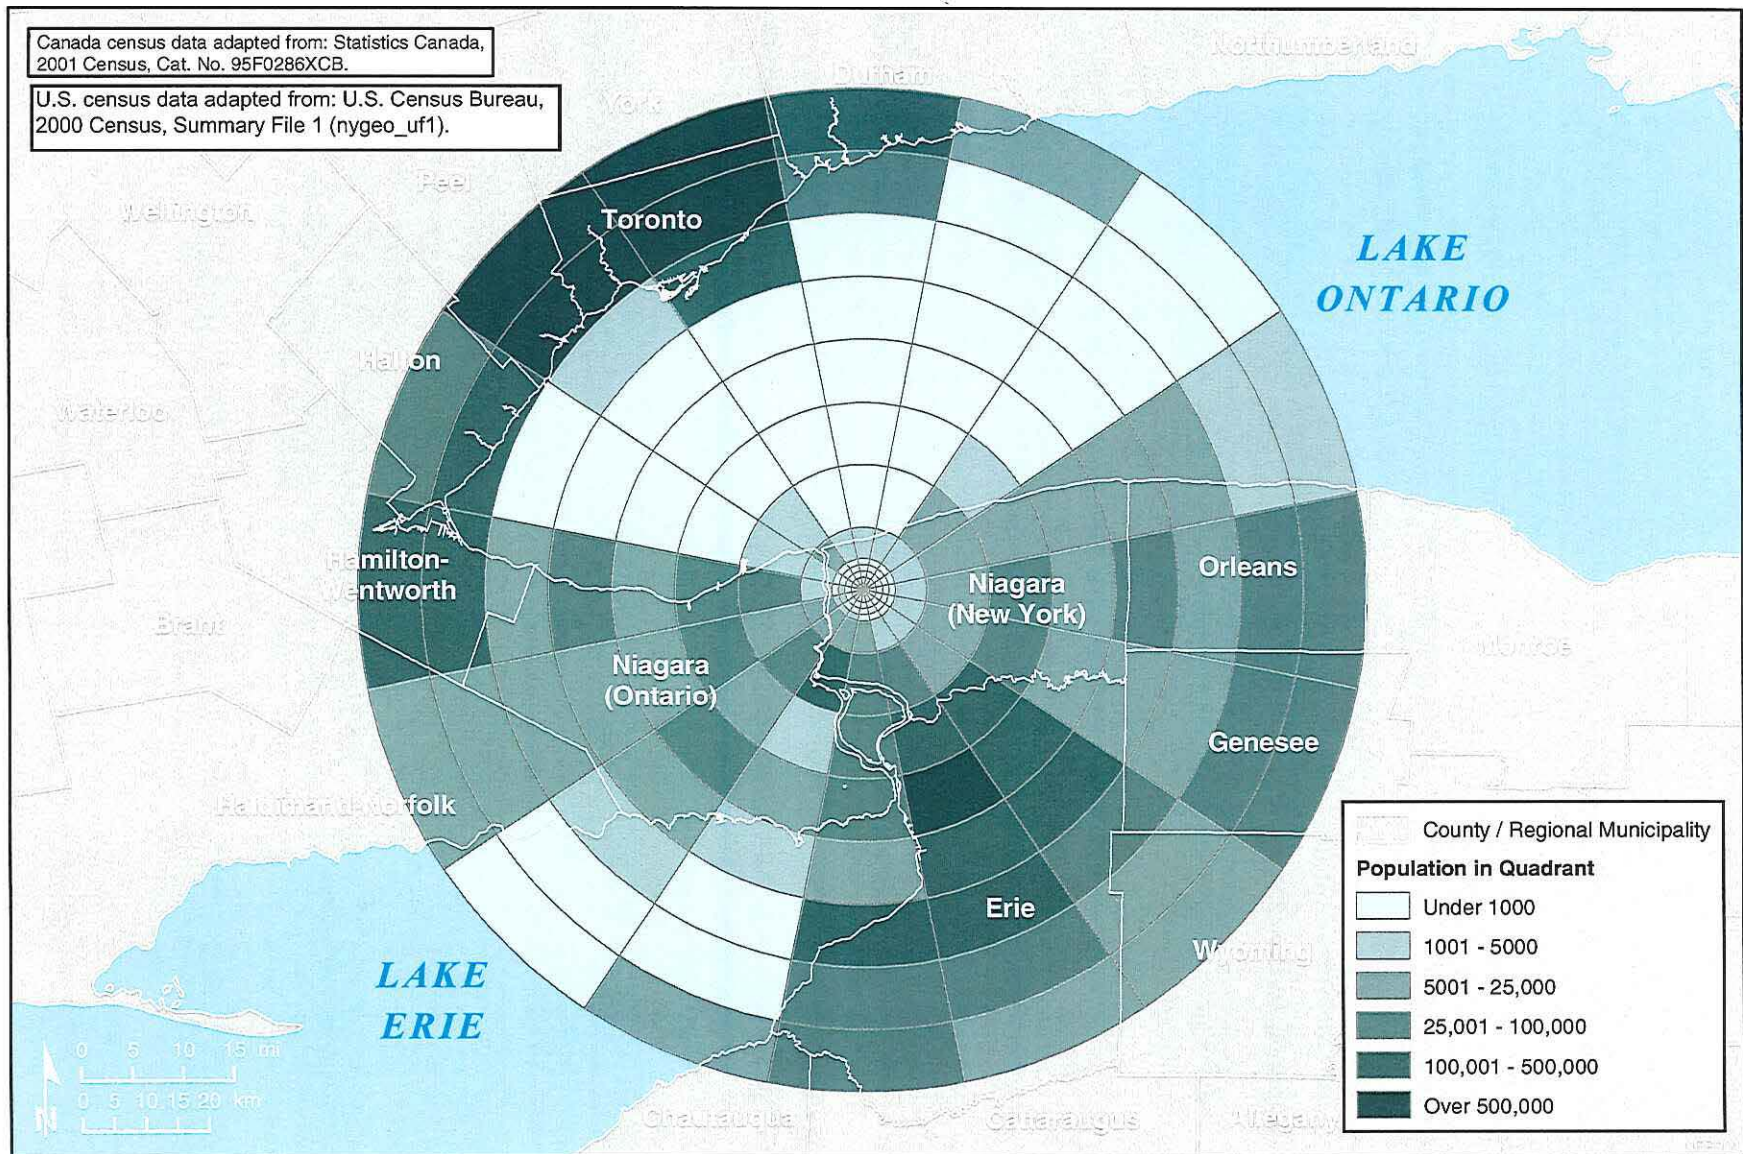 Canada census data adapted from: Statistics Canada,
2001 Census, Cat. No. 95F0286XCB.
U.S. census data adapted from: U.S. Census Bureau,
2000 Census, Summary File 1 (nygeo_uf1).
Northumberland
Durham
York
Peel
Wellington
Toronto
LAKE
ONTARIO
Halton
Waterloo
Hamilton-
Wentworth
Brant
Niagara
(New York)
Orleans
Monroe
Niagara
(Ontario)
Genesee
Haldimand-Norfolk
Erie
Wyoming
LAKE
ERIE
Chautauqua
Cattaraugus
Allegany
0 5 10 15 mi
0 5 10 15 20 km
N
County / Regional Municipality
Population in Quadrant
Under 1000
1001 - 5000
5001 - 25,000
25,001 - 100,000
100,001 - 500,000
Over 500,000